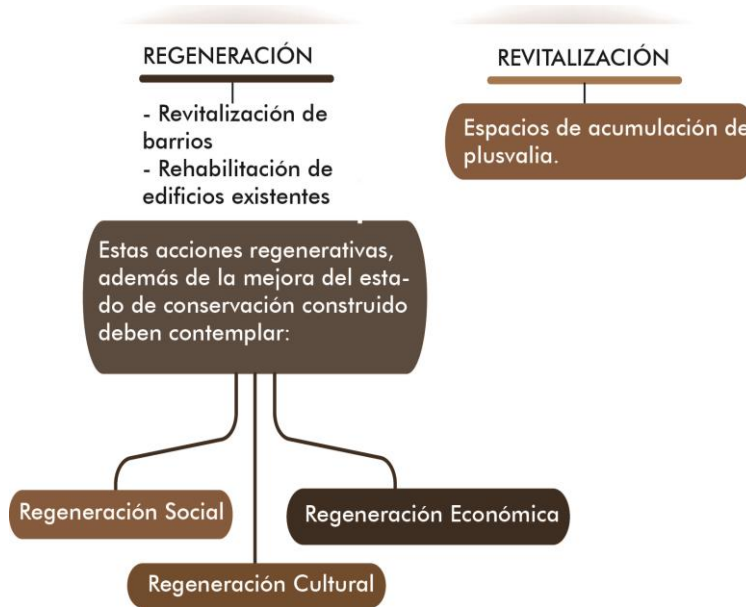 REGENERACIÓN
- Revitalización de
barrios
- Rehabilitación de
edificios existentes
Estas acciones regenerativas,
además de la mejora del esta-
do de conservación construido
deben contemplar:
Regeneración Social
Regeneración Económica
Regeneración Cultural
REVITALIZACIÓN
Espacios de acumulación de
plusvalia.